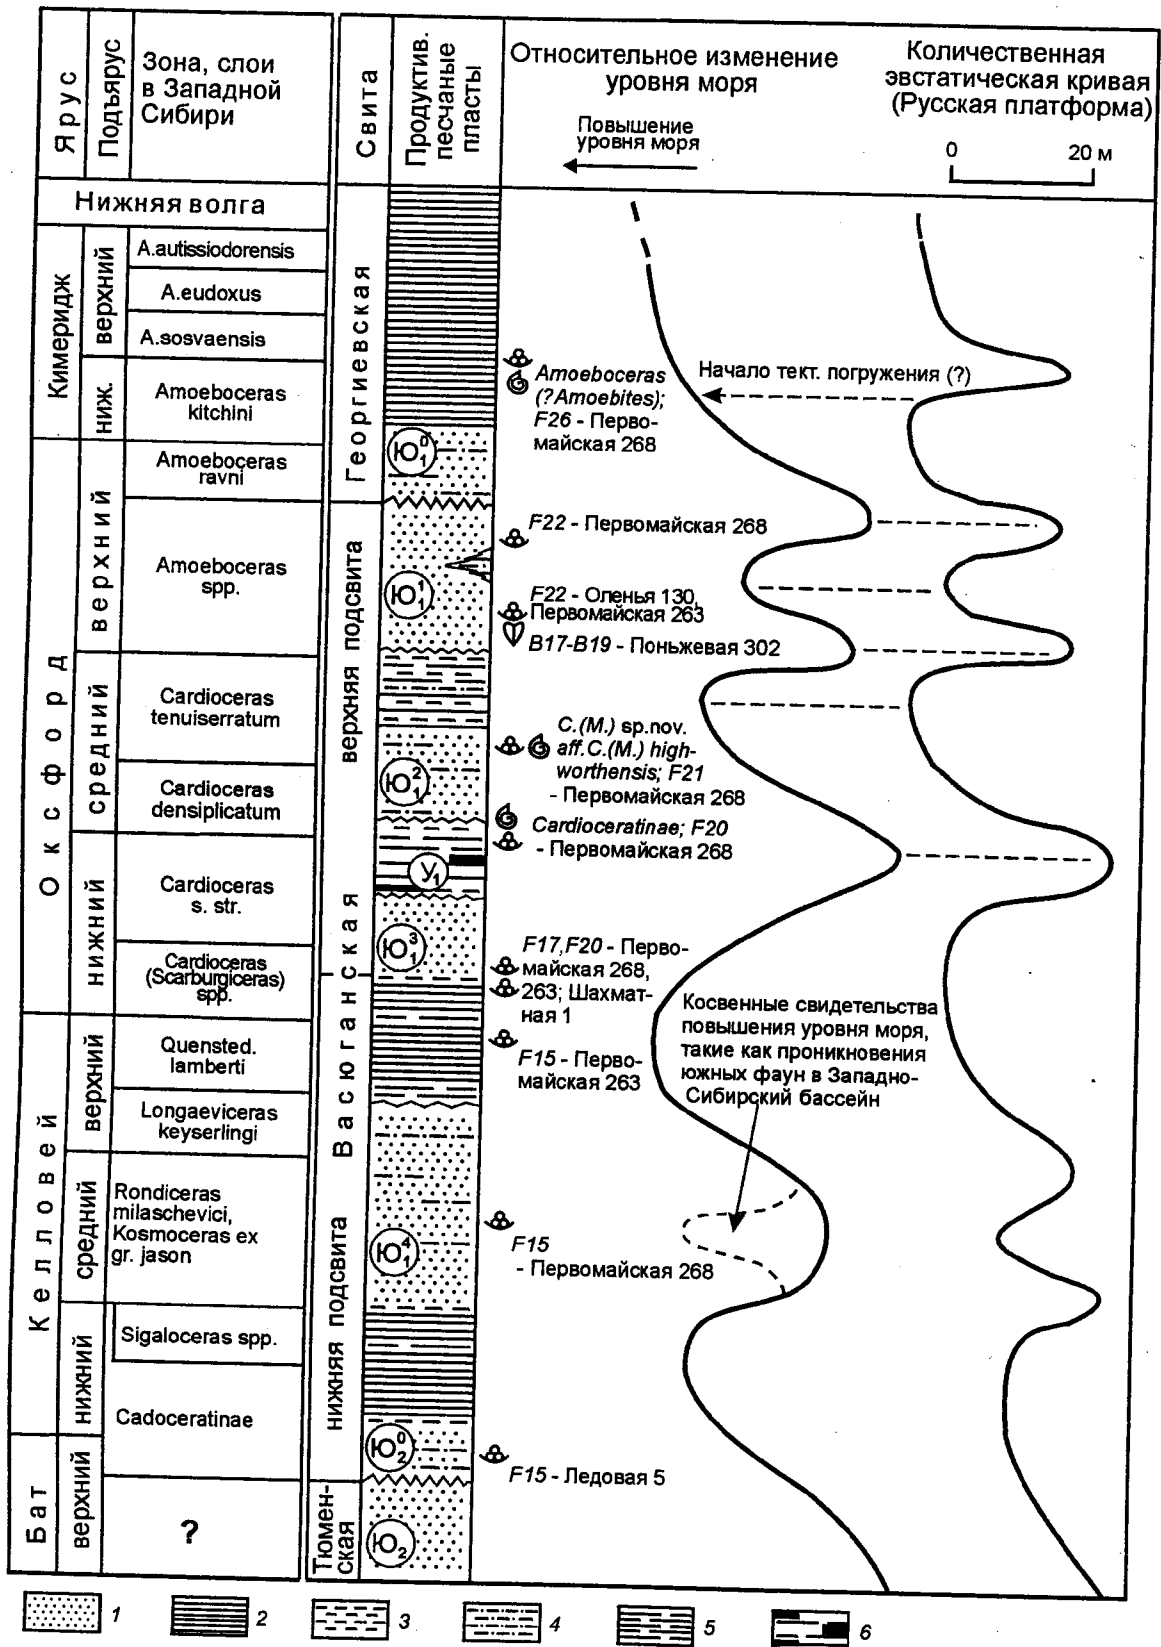 Ярус
Подъярус
Зона, слои
в Западной
Сибири
Свита
Продуктив.
песчаные
пласты
Относительное изменение
уровня моря
Повышение
уровня моря
Количественная
эвстатическая кривая
(Русская платформа)
0
20 м
Нижняя волга
Кимеридж
верхний
A.autissiodorensis
A.eudoxus
A.sosvaensis
ниж.
Amoeboceras
kitchini
Оксфорд
верхний
Amoeboceras
ravni
Amoeboceras
spp.
средний
Cardioceras
tenuiserratum
Cardioceras
densiplicatum
нижний
Cardioceras
s. str.
Cardioceras
(Scarburgiceras)
spp.
Келловей
верхний
Quensted.
lamberti
Longaeviceras
keyserlingi
средний
Rondiceras
milaschevici,
Kosmoceras ex
gr. jason
нижний
Sigaloceras spp.
Cadoceratinae
Бат
верхний
?
Георгиевская
Васюганская
верхняя подсвита
нижняя подсвита
Тюмен-
ская
Ю₁⁰
Ю₁¹
Ю₁²
У₁
Ю₁³
Ю₁⁴
Ю₂⁰
Ю₂
Amoeboceras
(?Amoebites);
F26 - Перво-
майская 268
Начало тект. погружения (?)
F22 - Первомайская 268
F22 - Оленья 130,
Первомайская 263
B17-B19 - Поньжевая 302
C.(M.) sp.nov.
aff.C.(M.) high-
worthensis; F21
- Первомайская 268
Cardioceratinae; F20
- Первомайская 268
F17,F20 - Перво-
майская 268,
263; Шахмат-
ная 1
F15 - Перво-
майская 263
Косвенные свидетельства
повышения уровня моря,
такие как проникновения
южных фаун в Западно-
Сибирский бассейн
F15
- Первомайская 268
F15 - Ледовая 5
1
2
3
4
5
6